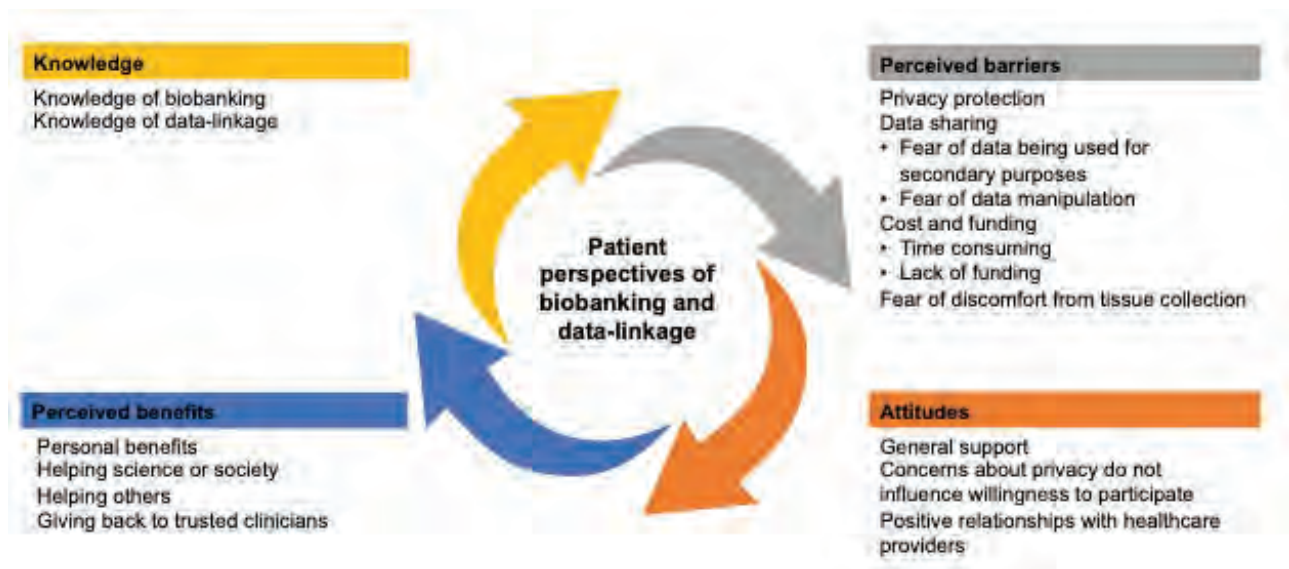 Knowledge
Knowledge of biobanking
Knowledge of data-linkage
Perceived barriers
Privacy protection
Data sharing
• Fear of data being used for
secondary purposes
• Fear of data manipulation
Cost and funding
• Time consuming
• Lack of funding
Fear of discomfort from tissue collection
Patient
perspectives of
biobanking and
data-linkage
Perceived benefits
Personal benefits
Helping science or society
Helping others
Giving back to trusted clinicians
Attitudes
General support
Concerns about privacy do not
influence willingness to participate
Positive relationships with healthcare
providers